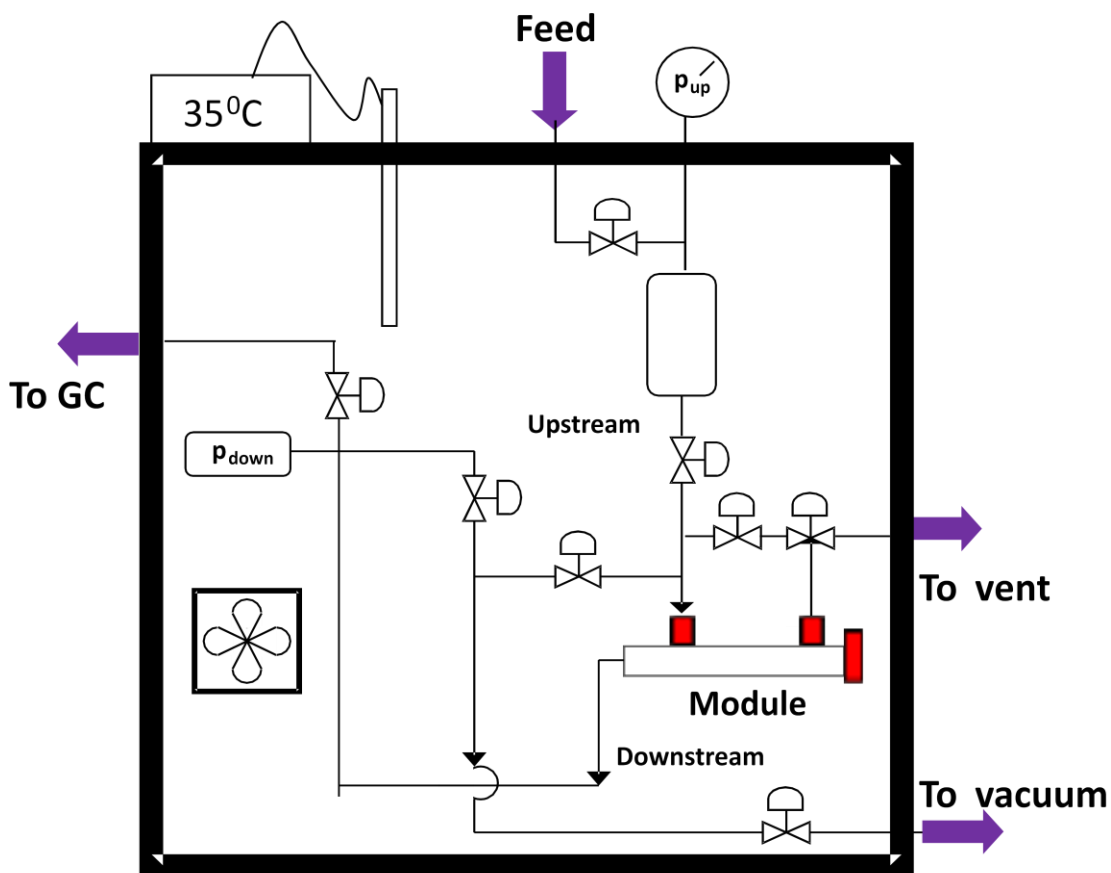 Feed
p_up
35⁰C
To GC
Upstream
p_down
To vent
Module
Downstream
To vacuum